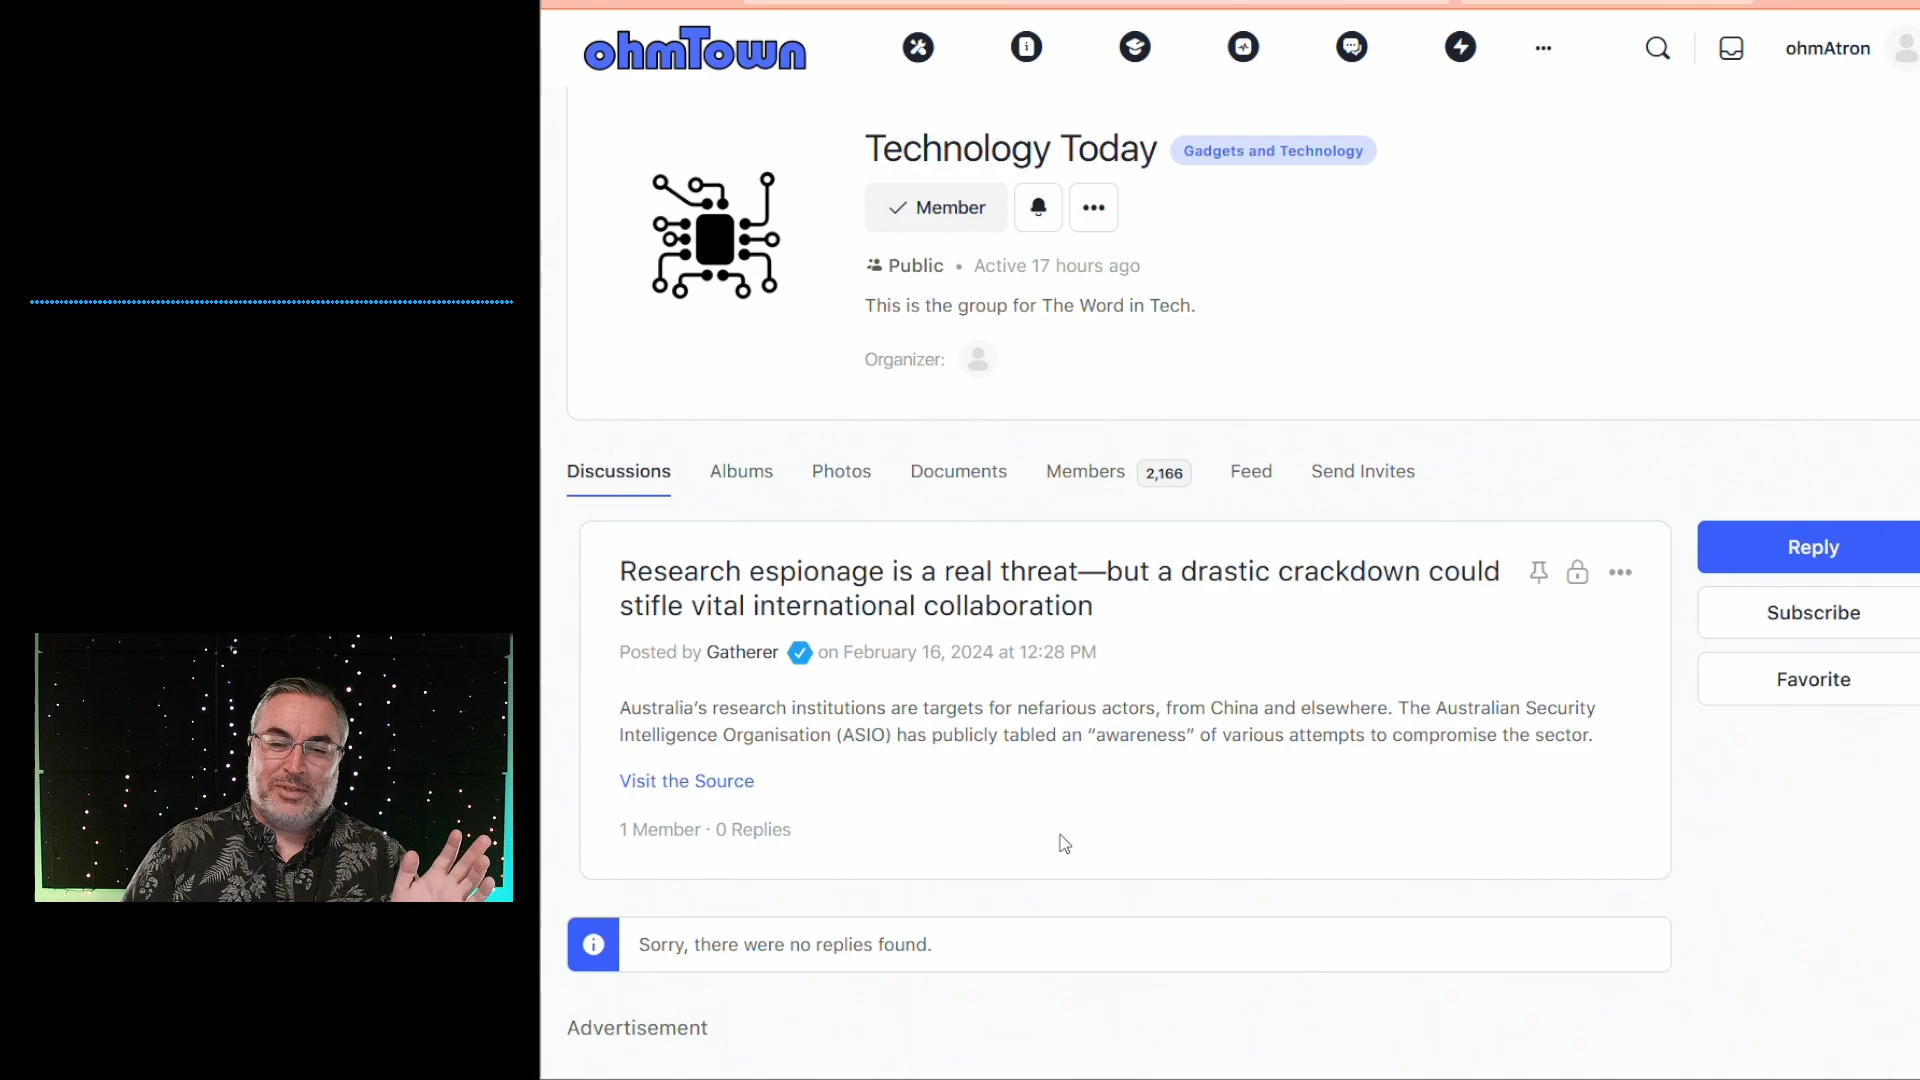 ohmTown
ohmAtron
Technology Today
Gadgets and Technology
Member
Public • Active 17 hours ago
This is the group for The Word in Tech.
Organizer:
Discussions Albums Photos Documents Members 2,166 Feed Send Invites
Research espionage is a real threat—but a drastic crackdown could
stifle vital international collaboration
Posted by Gatherer on February 16, 2024 at 12:28 PM
Australia’s research institutions are targets for nefarious actors, from China and elsewhere. The Australian Security
Intelligence Organisation (ASIO) has publicly tabled an “awareness” of various attempts to compromise the sector.
Visit the Source
1 Member · 0 Replies
Reply
Subscribe
Favorite
Sorry, there were no replies found.
Advertisement